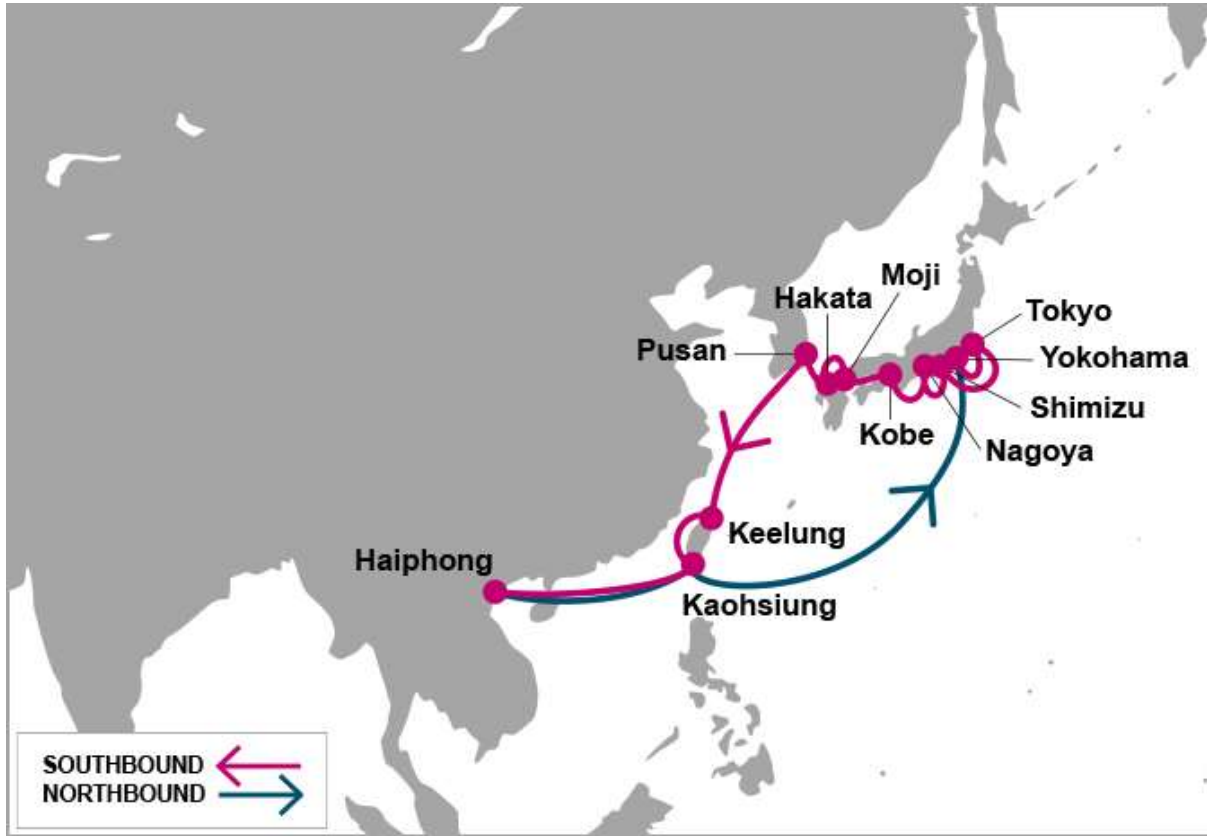 Moji
Hakata
Tokyo
Pusan
Yokohama
Shimizu
Kobe
Nagoya
Keelung
Haiphong
Kaohsiung
SOUTHBOUND
NORTHBOUND